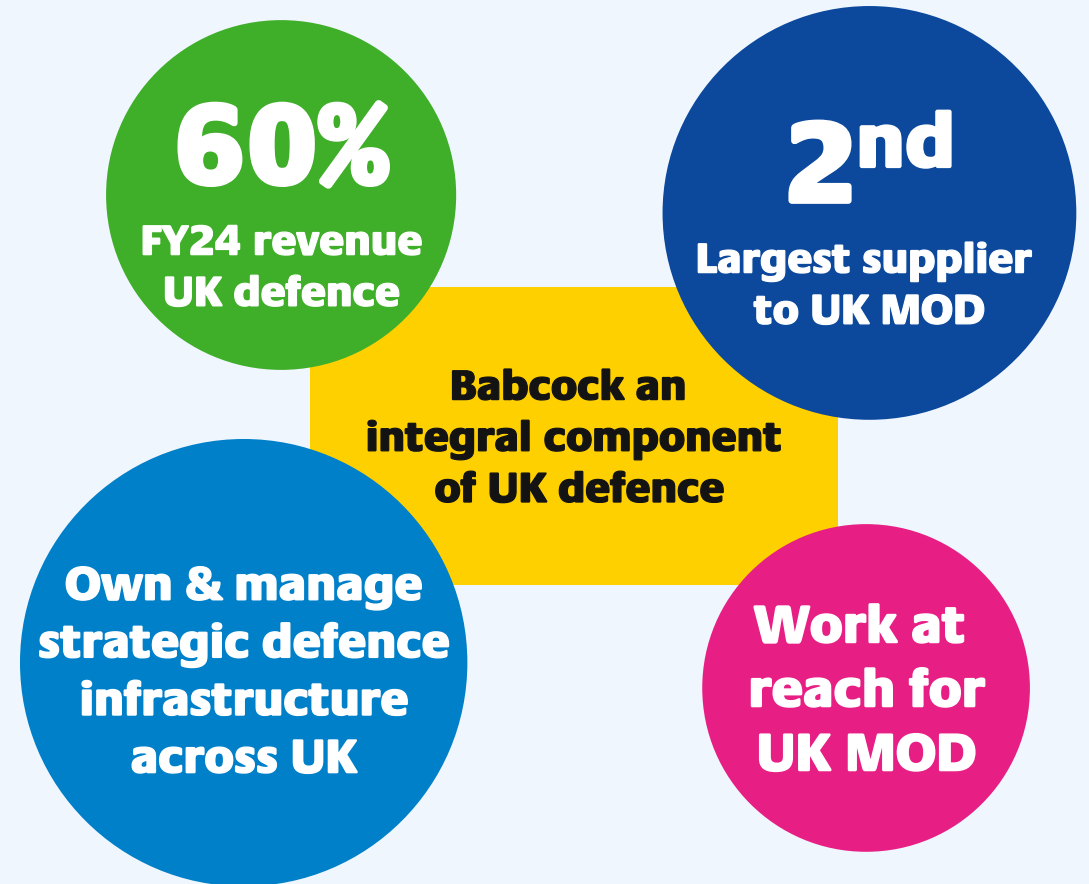 60%
FY24 revenue
UK defence
2nd
Largest supplier
to UK MOD
Babcock an
integral component
of UK defence
Own & manage
strategic defence
infrastructure
across UK
Work at
reach for
UK MOD